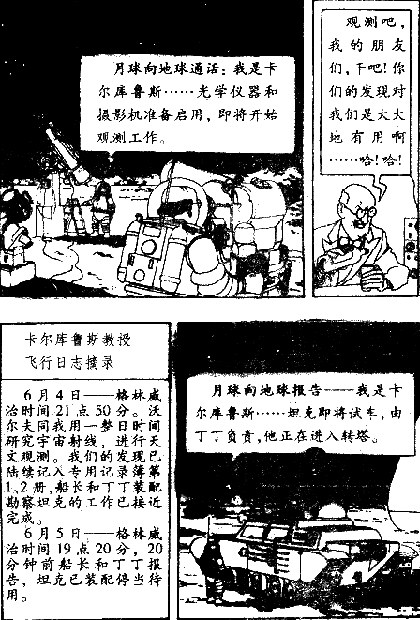 月球向地球通话：我是卡
尔库鲁斯……光学仪器和
摄影机准备启用，即将开始
观测工作。
观测吧，
我的朋友
们，干吧！你
们的发现对
我们是大大
地有用啊
……哈！哈！
卡尔库鲁斯教授
飞行日志摘录
6月4日——格林威
治时间21点50分。沃
尔夫同我用一整日时间
研究宇宙射线，进行天
文观测。我们的发现已
陆续记入专用记录簿第
1、2册，船长和丁丁装配
勘察坦克的工作已接近
完成。
6月5日——格林威
治时间19点20分，20
分钟前船长和丁丁报
告，坦克已装配停当待
用。
月球向地球报告——我是卡
尔库鲁斯……坦克即将试车，由
丁丁负责，他正在进入转塔。